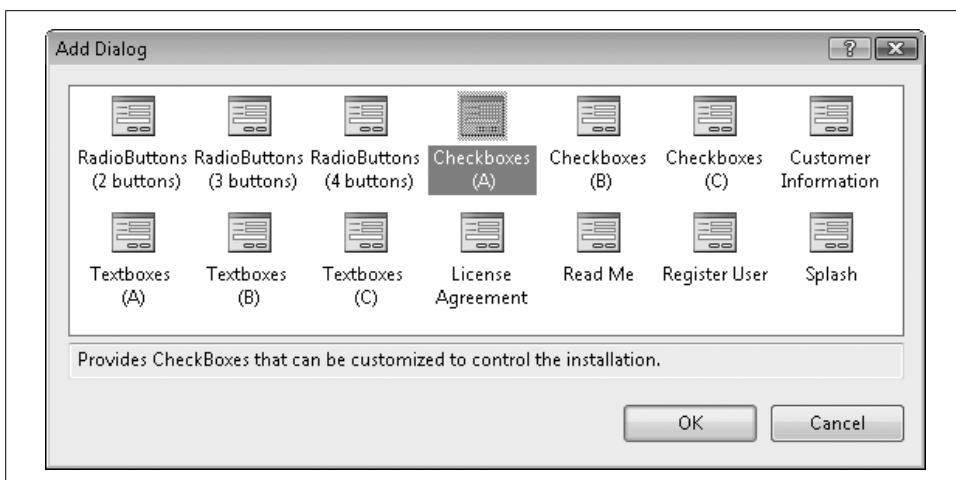 Add Dialog
RadioButtons RadioButtons RadioButtons Checkboxes Checkboxes Checkboxes Customer
(2 buttons) (3 buttons) (4 buttons) (A) (B) (C) Information
Textboxes Textboxes Textboxes License Read Me Register User Splash
(A) (B) (C) Agreement
Provides CheckBoxes that can be customized to control the installation.
OK Cancel